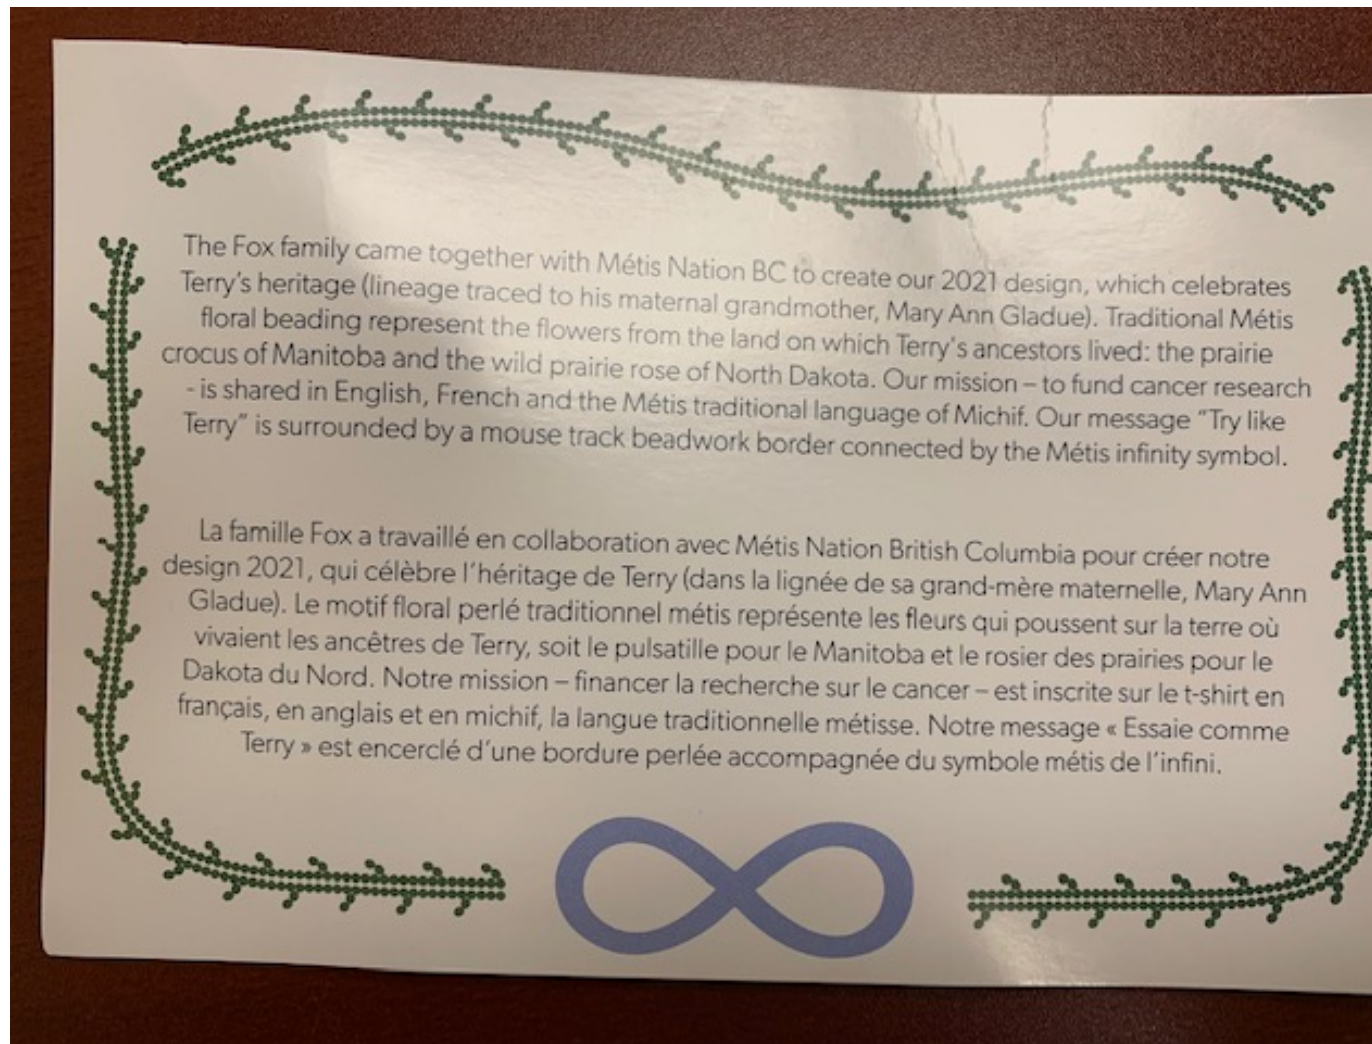 The Fox family came together with Métis Nation BC to create our 2021 design, which celebrates
Terry's heritage (lineage traced to his maternal grandmother, Mary Ann Gladue). Traditional Métis
floral beading represent the flowers from the land on which Terry's ancestors lived: the prairie
crocus of Manitoba and the wild prairie rose of North Dakota. Our mission – to fund cancer research
- is shared in English, French and the Métis traditional language of Michif. Our message "Try like
Terry" is surrounded by a mouse track beadwork border connected by the Métis infinity symbol.
La famille Fox a travaillé en collaboration avec Métis Nation British Columbia pour créer notre
design 2021, qui célèbre l'héritage de Terry (dans la lignée de sa grand-mère maternelle, Mary Ann
Gladue). Le motif floral perlé traditionnel métis représente les fleurs qui poussent sur la terre où
vivaient les ancêtres de Terry, soit le pulsatille pour le Manitoba et le rosier des prairies pour le
Dakota du Nord. Notre mission – financer la recherche sur le cancer – est inscrite sur le t-shirt en
français, en anglais et en michif, la langue traditionnelle métisse. Notre message « Essaie comme
Terry » est encerclé d'une bordure perlée accompagnée du symbole métis de l'infini.